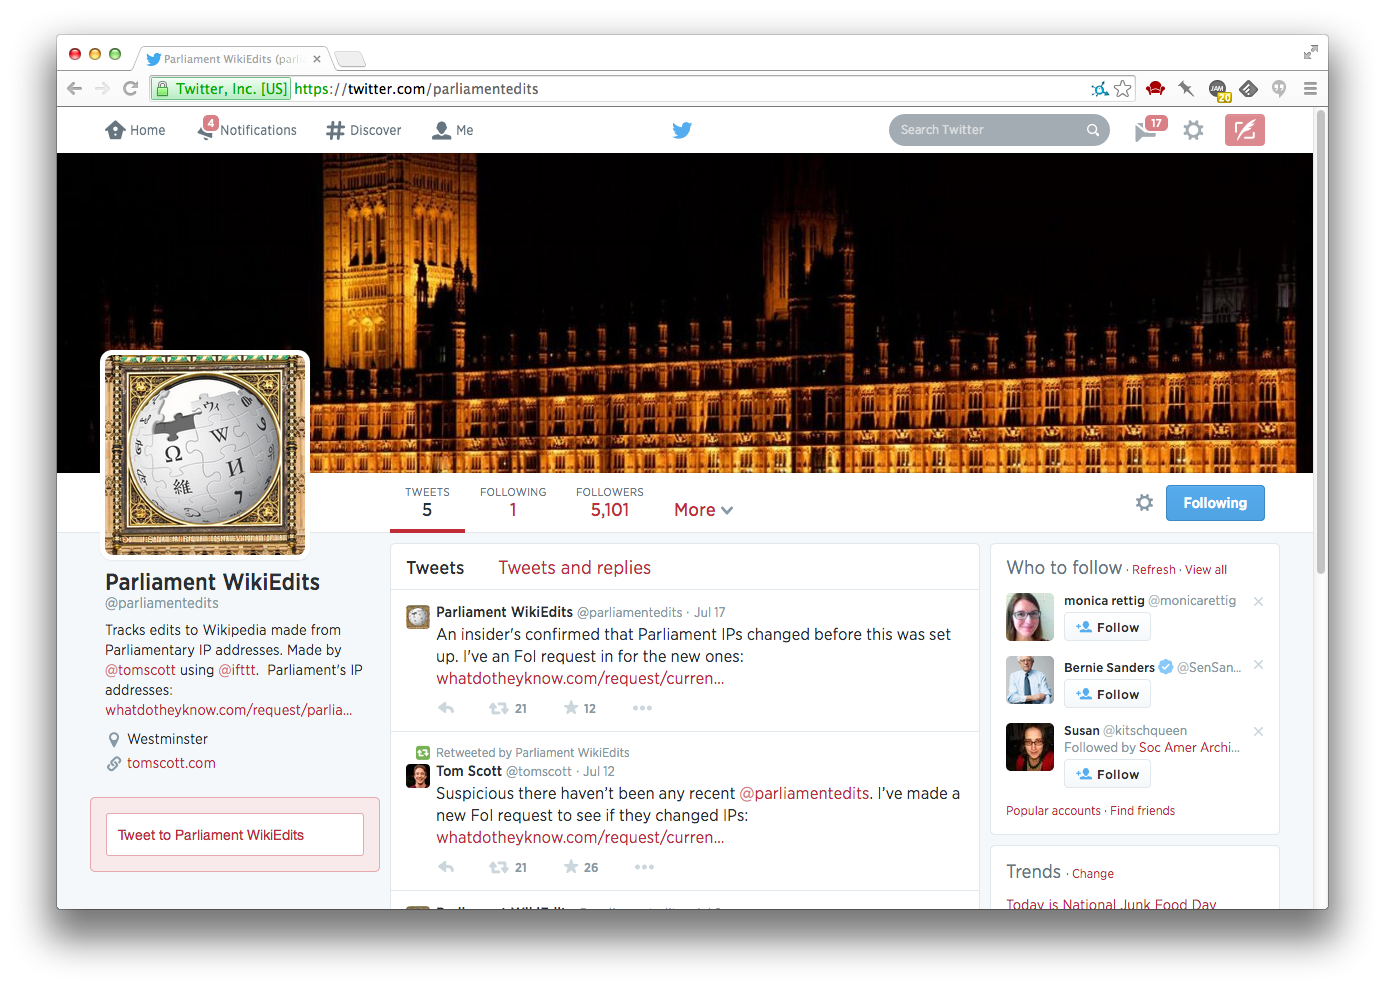 Parliament WikiEdits (parli
Twitter, Inc. [US] https://twitter.com/parliamentedits
JAM
20
Home
4
Notifications
Discover
Me
Search Twitter
17
TWEETS
5
FOLLOWING
1
FOLLOWERS
5,101
More
Following
Ω
W
И
維
ウィ
Parliament WikiEdits
@parliamentedits
Tracks edits to Wikipedia made from
Parliamentary IP addresses. Made by
@tomscott using @ifttt. Parliament's IP
addresses:
whatdotheyknow.com/request/parlia...
Westminster
tomscott.com
Tweet to Parliament WikiEdits
Tweets
Tweets and replies
Parliament WikiEdits @parliamentedits · Jul 17
An insider's confirmed that Parliament IPs changed before this was set
up. I've an FoI request in for the new ones:
whatdotheyknow.com/request/curren...
21
12
Retweeted by Parliament WikiEdits
Tom Scott @tomscott · Jul 12
Suspicious there haven't been any recent @parliamentedits. I've made a
new FoI request to see if they changed IPs:
whatdotheyknow.com/request/curren...
21
26
Who to follow · Refresh · View all
monica rettig @monicarettig
Follow
Bernie Sanders @SenSan...
Follow
Susan @kitschqueen
Followed by Soc Amer Archi...
Follow
Popular accounts · Find friends
Trends · Change
Today is National Junk Food Day